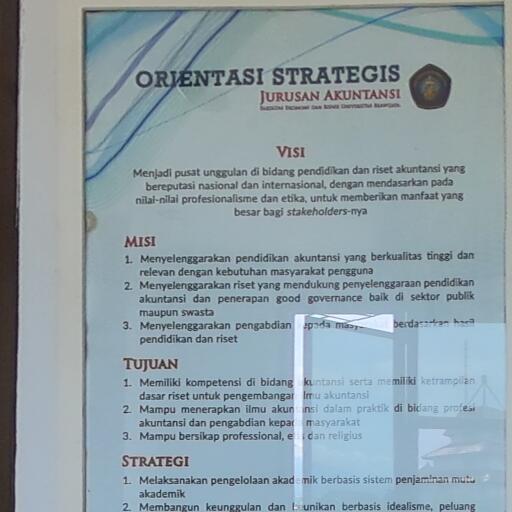 ORIENTASI STRATEGIS
JURUSAN AKUNTANSI
FAKULTAS EKONOMI DAN BISNIS UNIVERSITAS BRAWIJAYA
VISI
Menjadi pusat unggulan di bidang pendidikan dan riset akuntansi yang
bereputasi nasional dan internasional, dengan mendasarkan pada
nilai-nilai profesionalisme dan etika, untuk memberikan manfaat yang
besar bagi stakeholders-nya
MISI
1. Menyelenggarakan pendidikan akuntansi yang berkualitas tinggi dan
relevan dengan kebutuhan masyarakat pengguna
2. Menyelenggarakan riset yang mendukung penyelenggaraan pendidikan
akuntansi dan penerapan good governance baik di sektor publik
maupun swasta
3. Menyelenggarakan pengabdian kepada masyarakat berdasarkan hasil
pendidikan dan riset
TUJUAN
1. Memiliki kompetensi di bidang akuntansi serta memiliki ketrampilan
dasar riset untuk pengembangan ilmu akuntansi
2. Mampu menerapkan ilmu akuntansi dalam praktik di bidang profesi
akuntansi dan pengabdian kepada masyarakat
3. Mampu bersikap professional, etis dan religius
STRATEGI
1. Melaksanakan pengelolaan akademik berbasis sistem penjaminan mutu
akademik
2. Membangun keunggulan dan keunikan berbasis idealisme, peluang